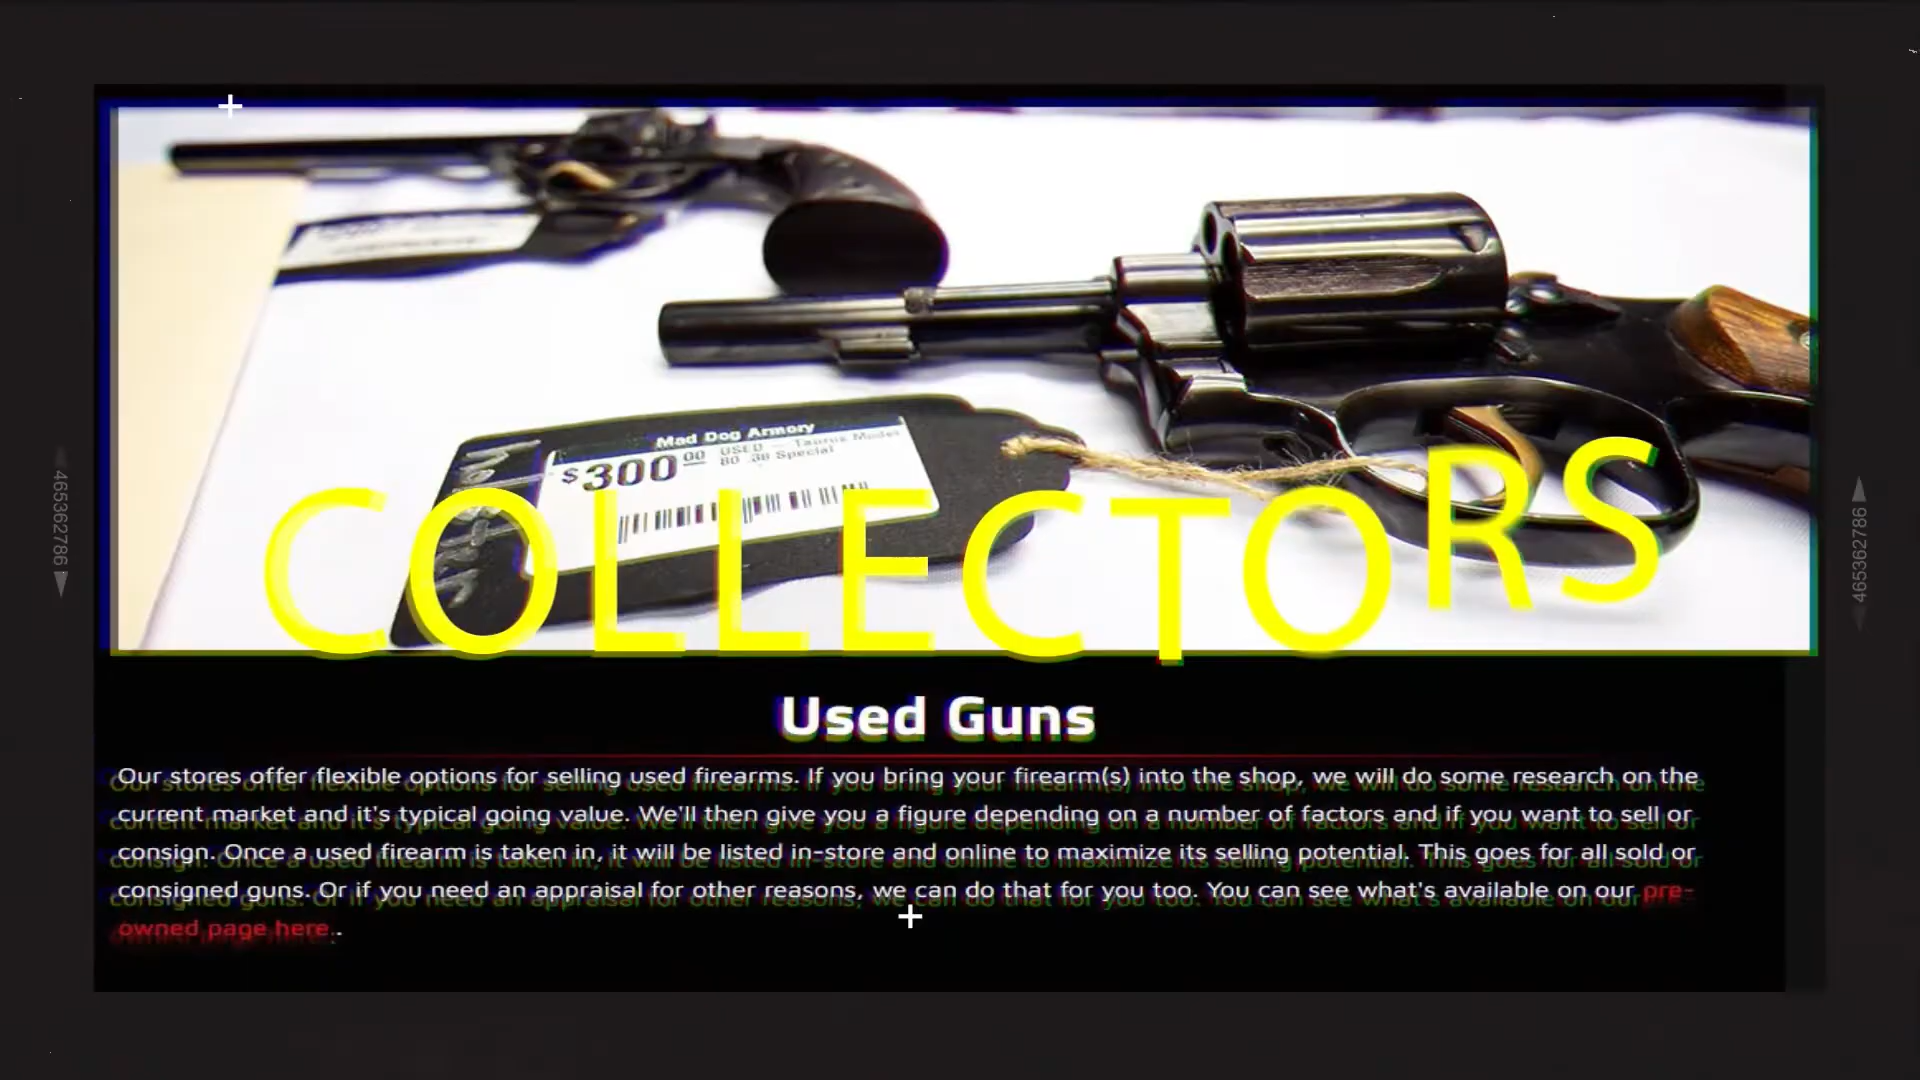 Mad Dog Armory
$300.00 USED — Taurus Model
80 .38 Special
COLLECTORS
465362786
465362786
Used Guns
Our stores offer flexible options for selling used firearms. If you bring your firearm(s) into the shop, we will do some research on the
current market and it's typical going value. We'll then give you a figure depending on a number of factors and if you want to sell or
consign. Once a used firearm is taken in, it will be listed in-store and online to maximize its selling potential. This goes for all sold or
consigned guns. Or if you need an appraisal for other reasons, we can do that for you too. You can see what's available on our pre-
owned page here..